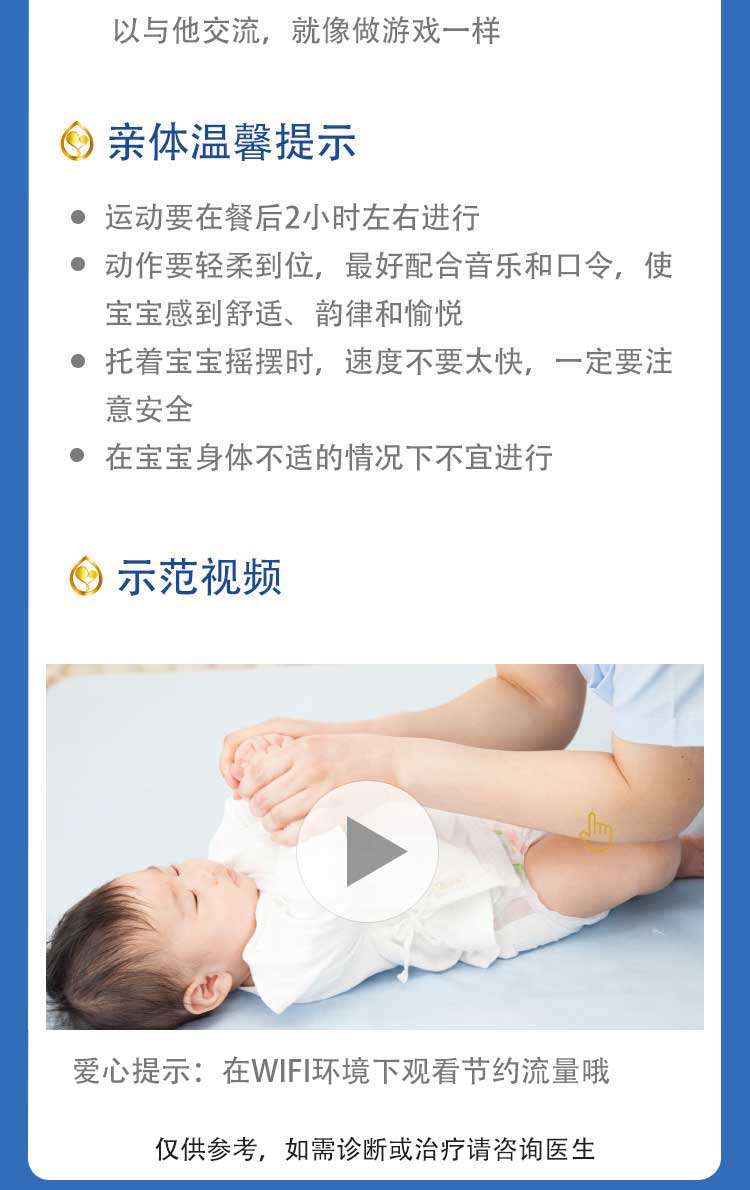 以与他交流，就像做游戏一样
亲体温馨提示
运动要在餐后2小时左右进行
动作要轻柔到位，最好配合音乐和口令，使
宝宝感到舒适、韵律和愉悦
托着宝宝摇摆时，速度不要太快，一定要注
意安全
在宝宝身体不适的情况下不宜进行
示范视频
爱心提示：在WIFI环境下观看节约流量哦
仅供参考，如需诊断或治疗请咨询医生